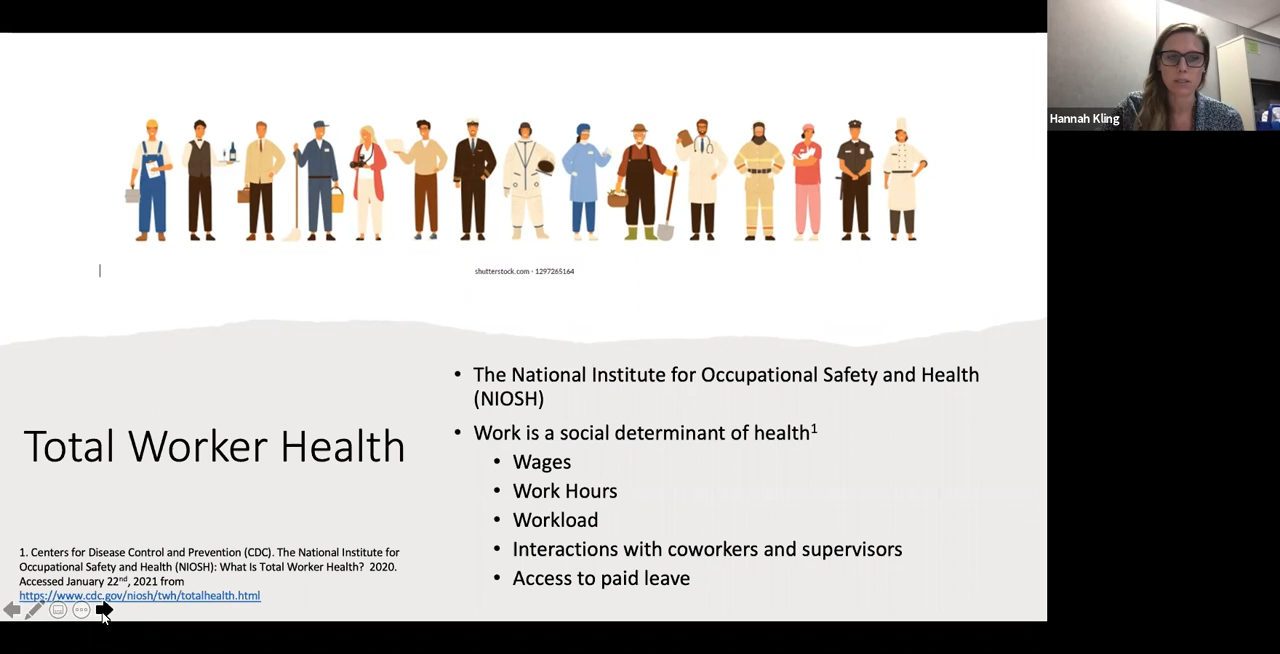 Hannah Kling
shutterstock.com · 1297265164
Total Worker Health
• The National Institute for Occupational Safety and Health
(NIOSH)
• Work is a social determinant of health¹
• Wages
• Work Hours
• Workload
• Interactions with coworkers and supervisors
• Access to paid leave
1. Centers for Disease Control and Prevention (CDC). The National Institute for
Occupational Safety and Health (NIOSH): What Is Total Worker Health? 2020.
Accessed January 22nd, 2021 from
https://www.cdc.gov/niosh/twh/totalhealth.html